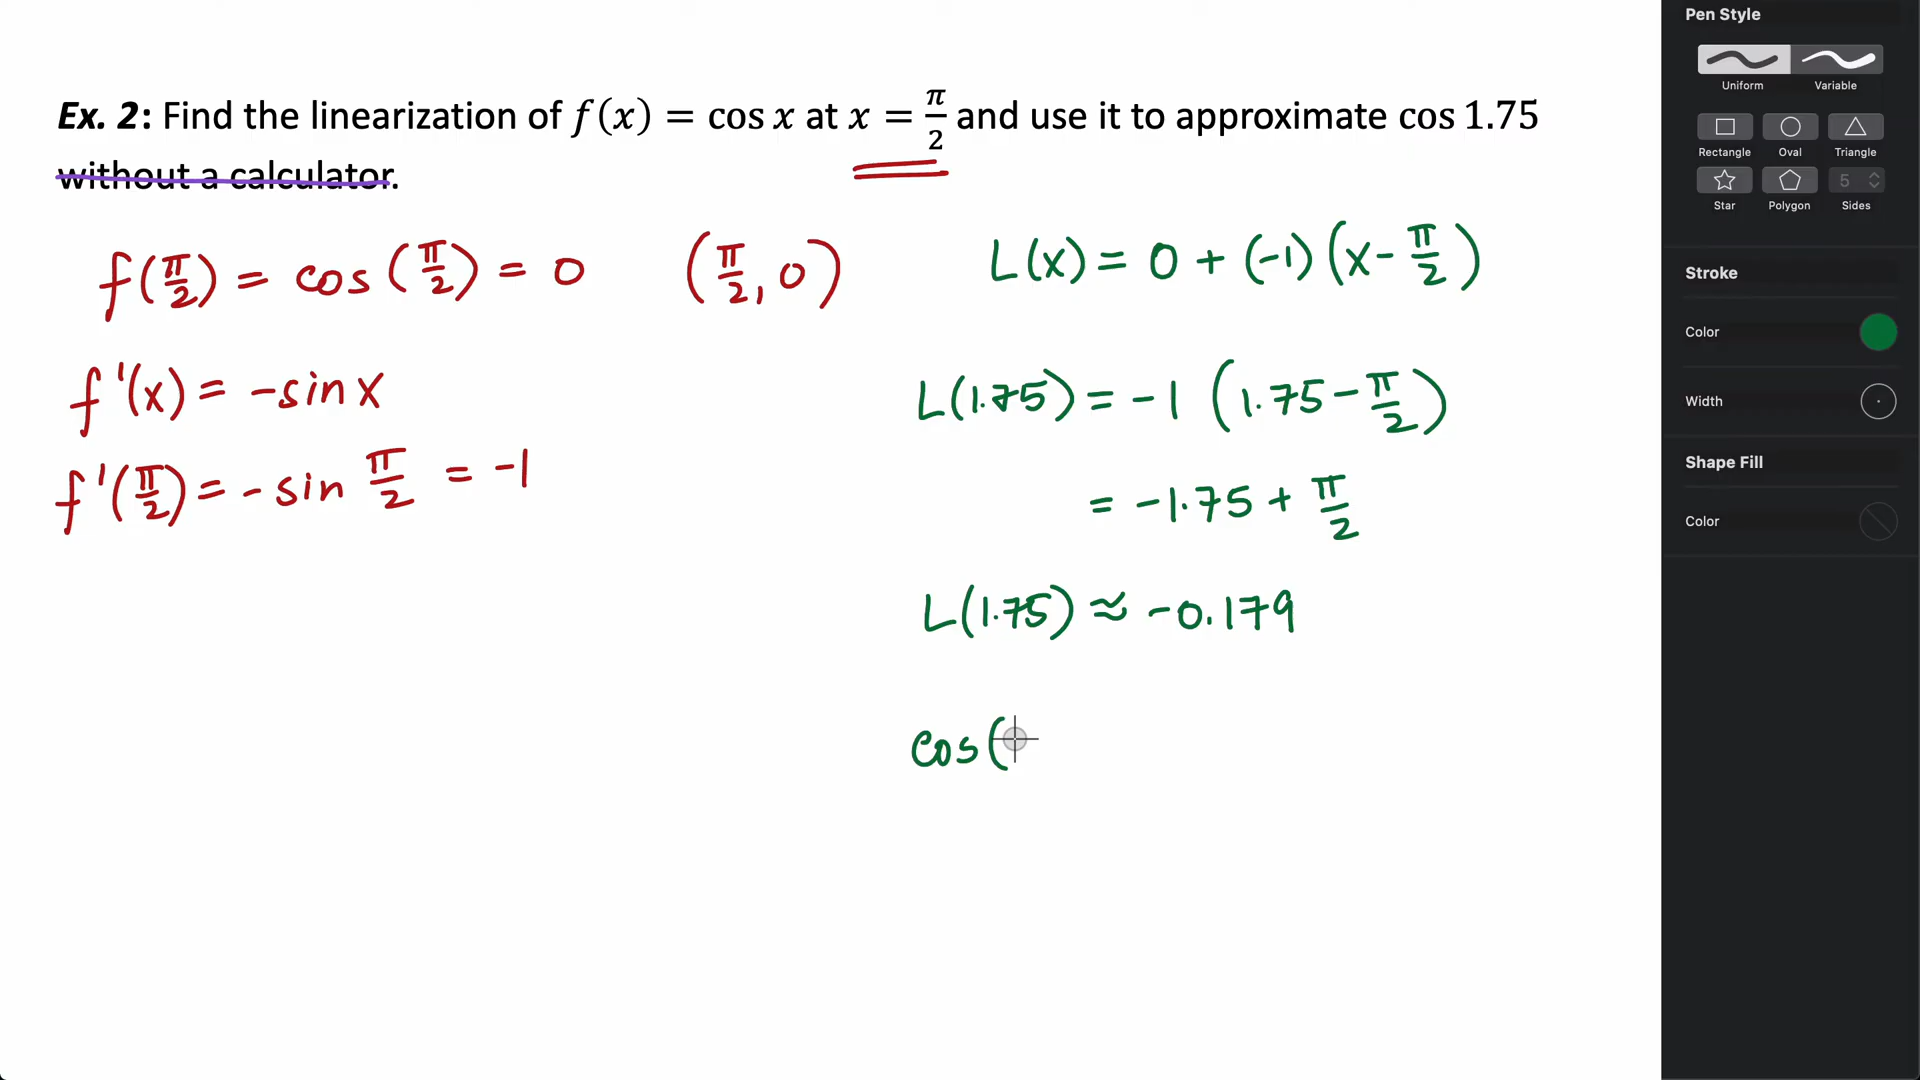 Ex. 2: Find the linearization of f(x) = cos x at x = π/2 and use it to approximate cos 1.75
without a calculator.
f(π/2) = cos(π/2) = 0
(π/2, 0)
f'(x) = -sin x
f'(π/2) = -sin π/2 = -1
L(x) = 0 + (-1)(x - π/2)
L(1.75) = -1 (1.75 - π/2)
= -1.75 + π/2
L(1.75) ≈ -0.179
cos(
Pen Style
Uniform Variable
Rectangle Oval Triangle
5
Star Polygon Sides
Stroke
Color
Width
Shape Fill
Color